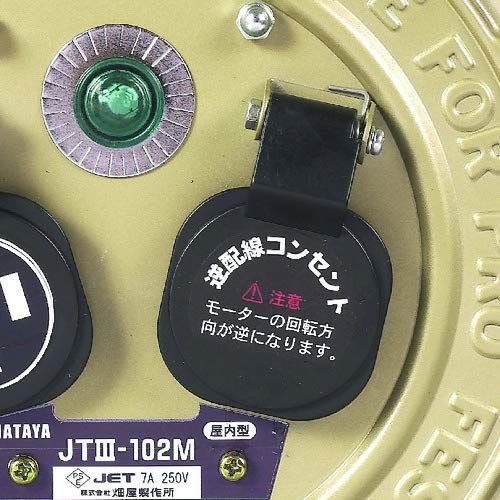 E FOR PRO
FES
逆配線コンセント
注意
モーターの回転方
向が逆になります。
HATAYA
JTⅢ-102M
屋内型
PSE JET 7A 250V
株式会社 畑屋製作所